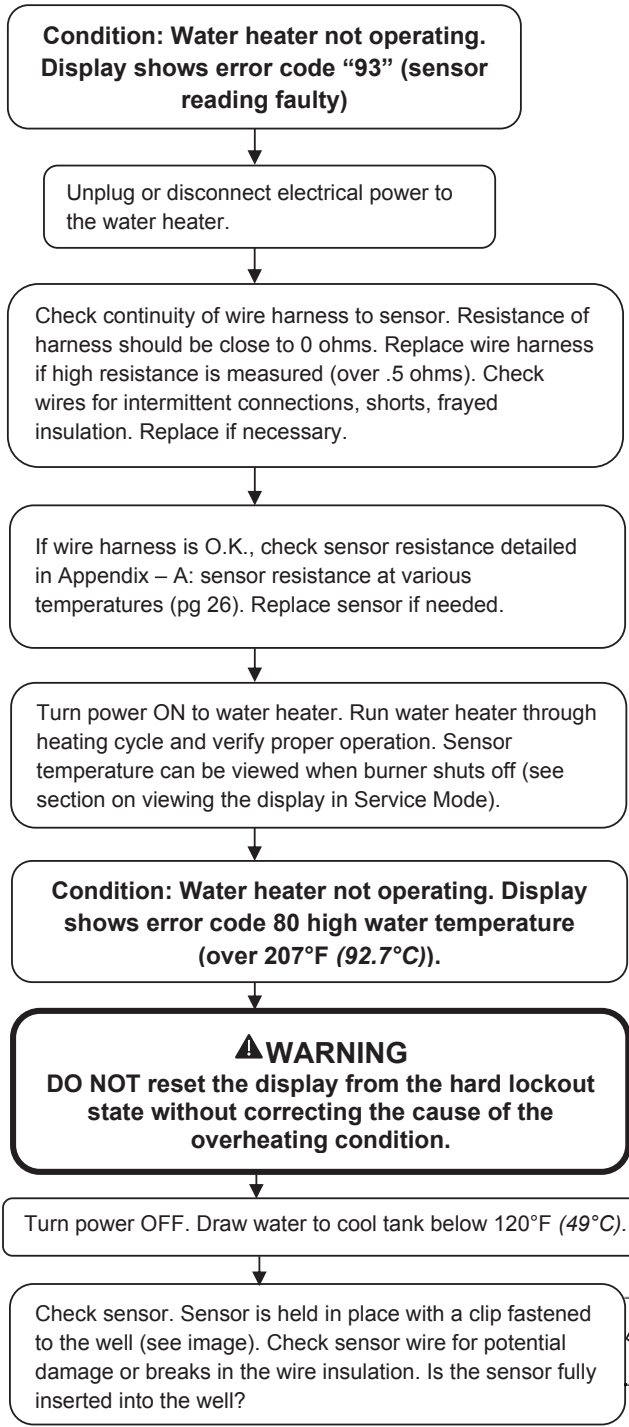 Condition: Water heater not operating.
Display shows error code “93” (sensor
reading faulty)
Unplug or disconnect electrical power to
the water heater.
Check continuity of wire harness to sensor. Resistance of
harness should be close to 0 ohms. Replace wire harness
if high resistance is measured (over .5 ohms). Check
wires for intermittent connections, shorts, frayed
insulation. Replace if necessary.
If wire harness is O.K., check sensor resistance detailed
in Appendix – A: sensor resistance at various
temperatures (pg 26). Replace sensor if needed.
Turn power ON to water heater. Run water heater through
heating cycle and verify proper operation. Sensor
temperature can be viewed when burner shuts off (see
section on viewing the display in Service Mode).
Condition: Water heater not operating. Display
shows error code 80 high water temperature
(over 207°F (92.7°C)).
WARNING
DO NOT reset the display from the hard lockout
state without correcting the cause of the
overheating condition.
Turn power OFF. Draw water to cool tank below 120°F (49°C).
Check sensor. Sensor is held in place with a clip fastened
to the well (see image). Check sensor wire for potential
damage or breaks in the wire insulation. Is the sensor fully
inserted into the well?